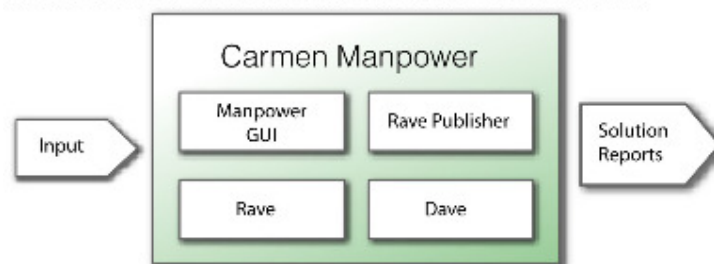 Carmen Manpower
Input
Manpower
GUI
Rave Publisher
Rave
Dave
Solution
Reports